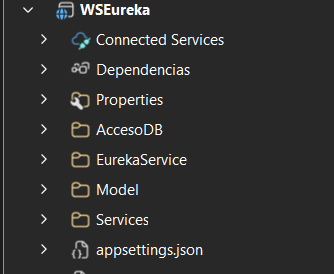 WSEureka
Connected Services
Dependencias
Properties
AccesoDB
EurekaService
Model
Services
appsettings.json